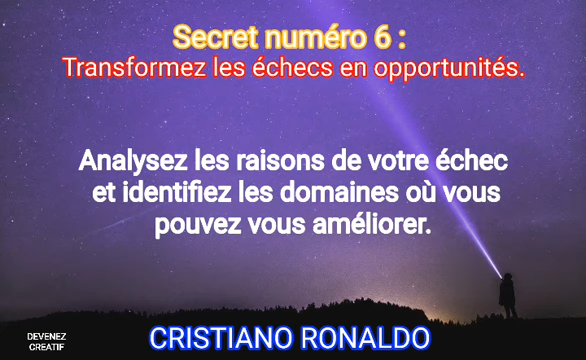 Secret numéro 6 :
Transformez les échecs en opportunités.
Analysez les raisons de votre échec
et identifiez les domaines où vous
pouvez vous améliorer.
DEVENEZ
CREATIF
CRISTIANO RONALDO